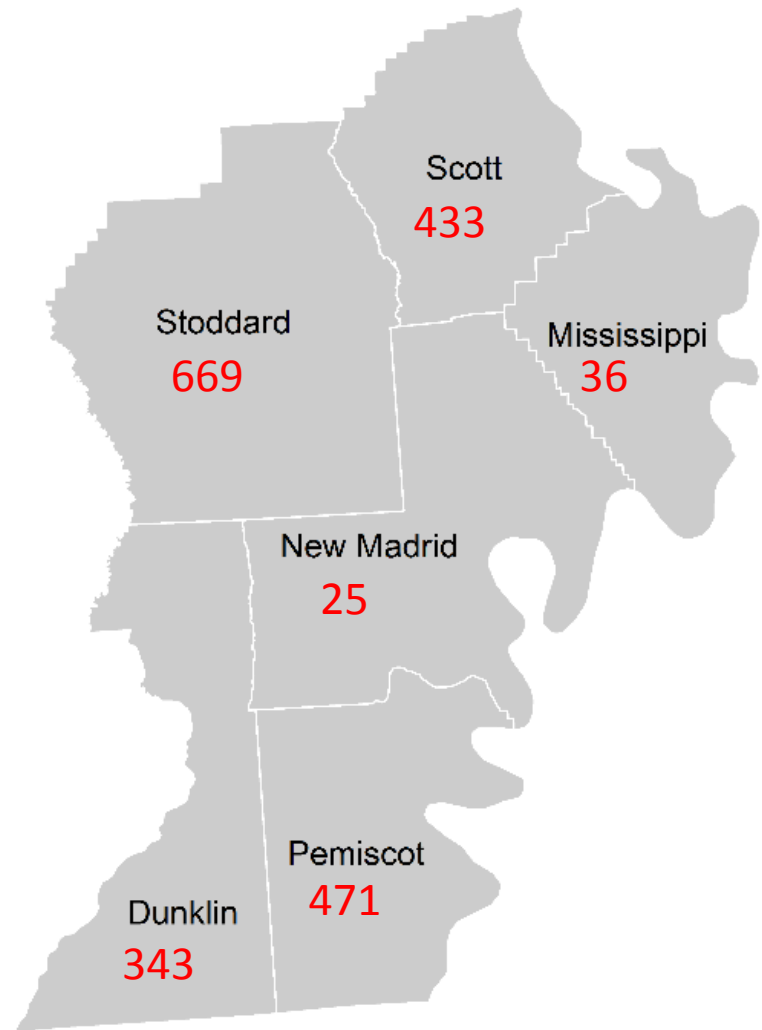 Scott
433
Stoddard
669
Mississippi
36
New Madrid
25
Pemiscot
471
Dunklin
343